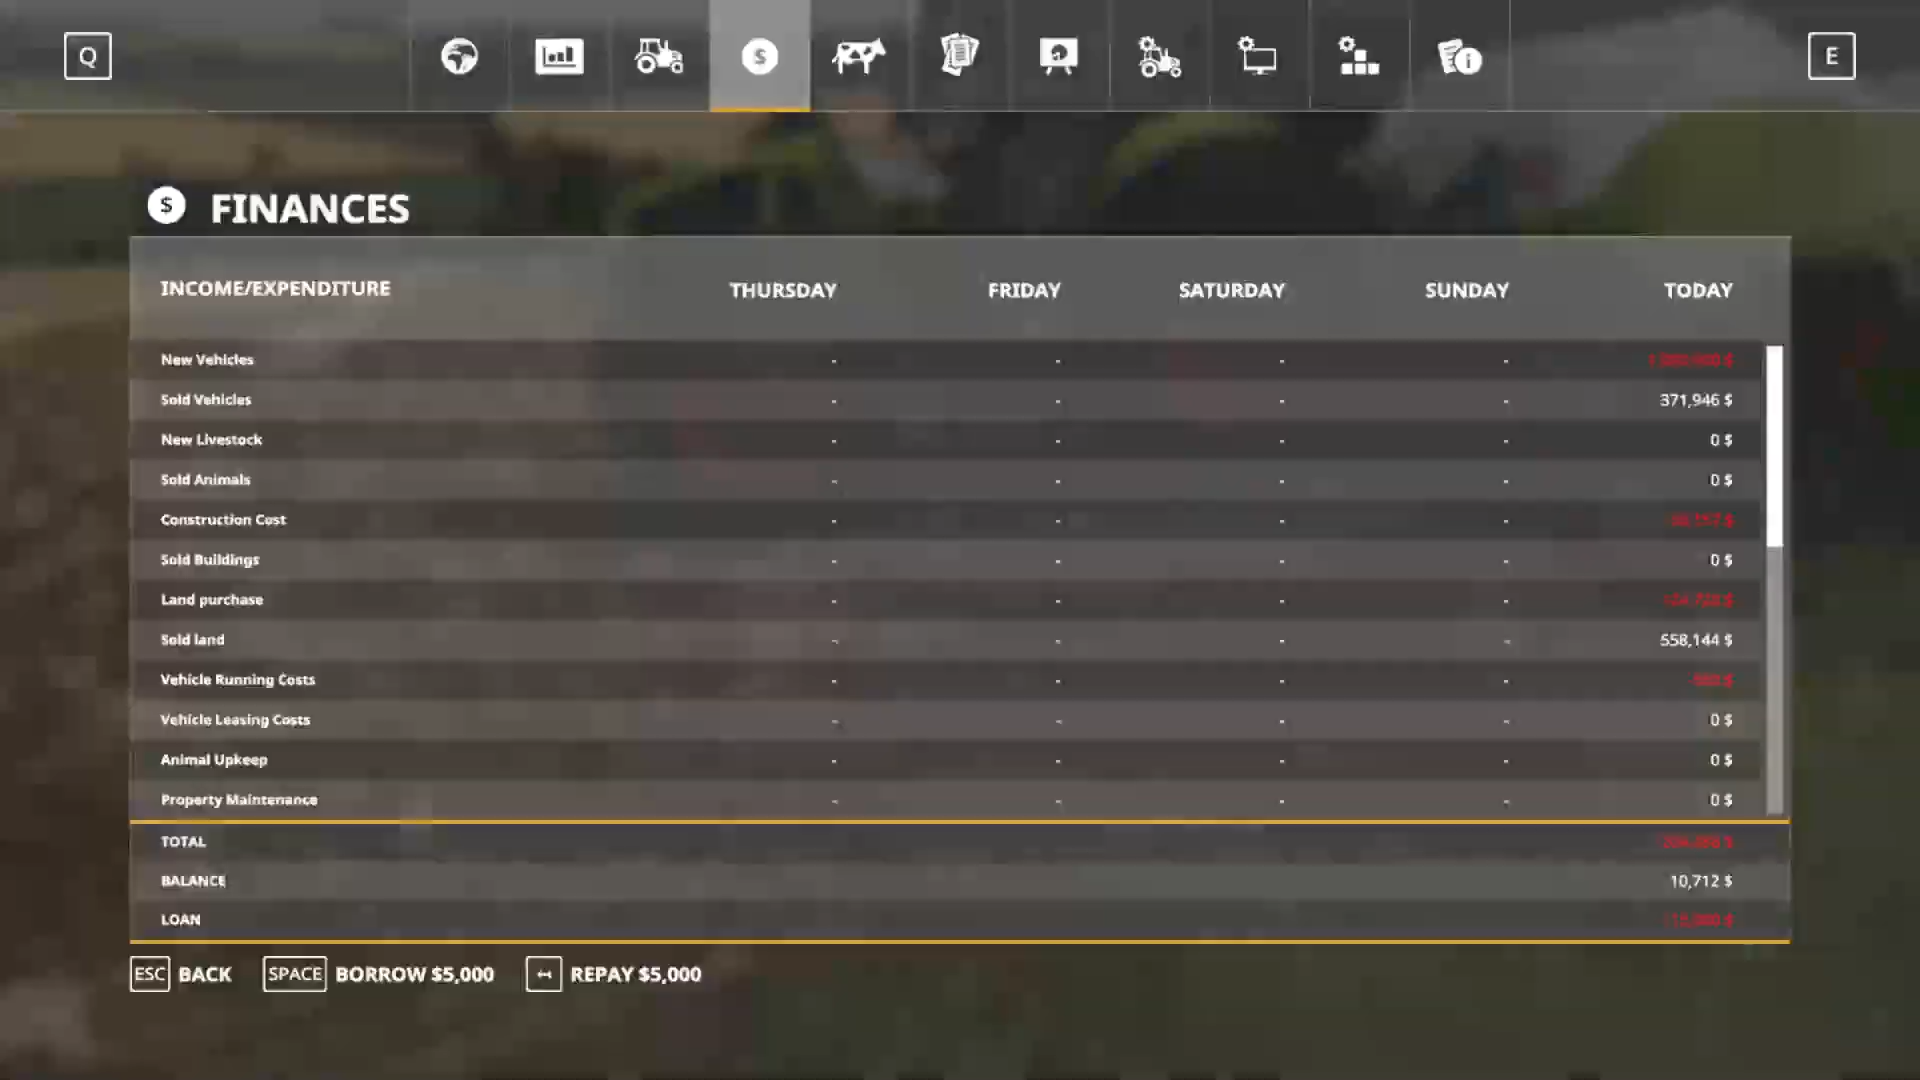 Q
E
$ FINANCES
INCOME/EXPENDITURE THURSDAY FRIDAY SATURDAY SUNDAY TODAY
New Vehicles - - - - $
Sold Vehicles - - - - 371,946 $
New Livestock - - - - 0 $
Sold Animals - - - - 0 $
Construction Cost - - - - $
Sold Buildings - - - - 0 $
Land purchase - - - - $
Sold land - - - - 558,144 $
Vehicle Running Costs - - - - $
Vehicle Leasing Costs - - - - 0 $
Animal Upkeep - - - - 0 $
Property Maintenance - - - - 0 $
TOTAL $
BALANCE 10,712 $
LOAN $
ESC BACK SPACE BORROW $5,000 REPAY $5,000